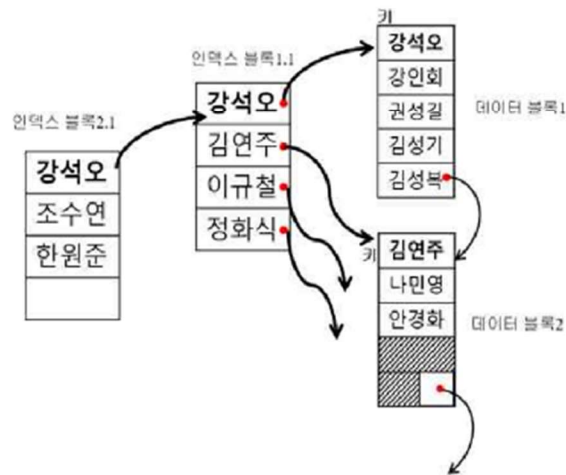 인덱스 블록2.1
강석오
조수연
한원준
인덱스 블록1.1
강석오
김연주
이규철
정화식
키
강석오
강인회
권성길
김성기
김성복
데이터 블록1
키
김연주
나민영
안경화
데이터 블록2